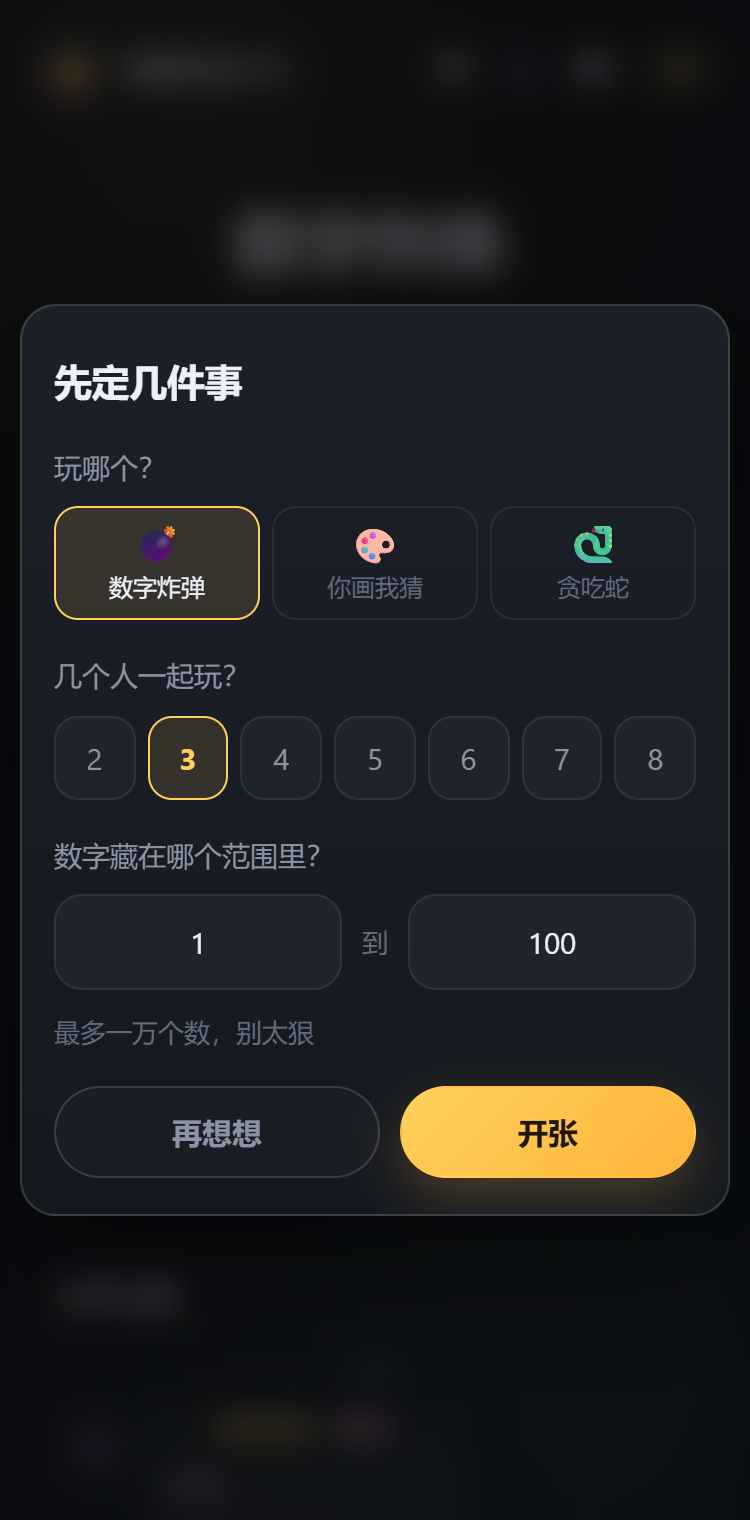 先定几件事
玩哪个?
数字炸弹 你画我猜 贪吃蛇
几个人一起玩?
2 3 4 5 6 7 8
数字藏在哪个范围里?
1 到 100
最多一万个数，别太狠
再想想 开张